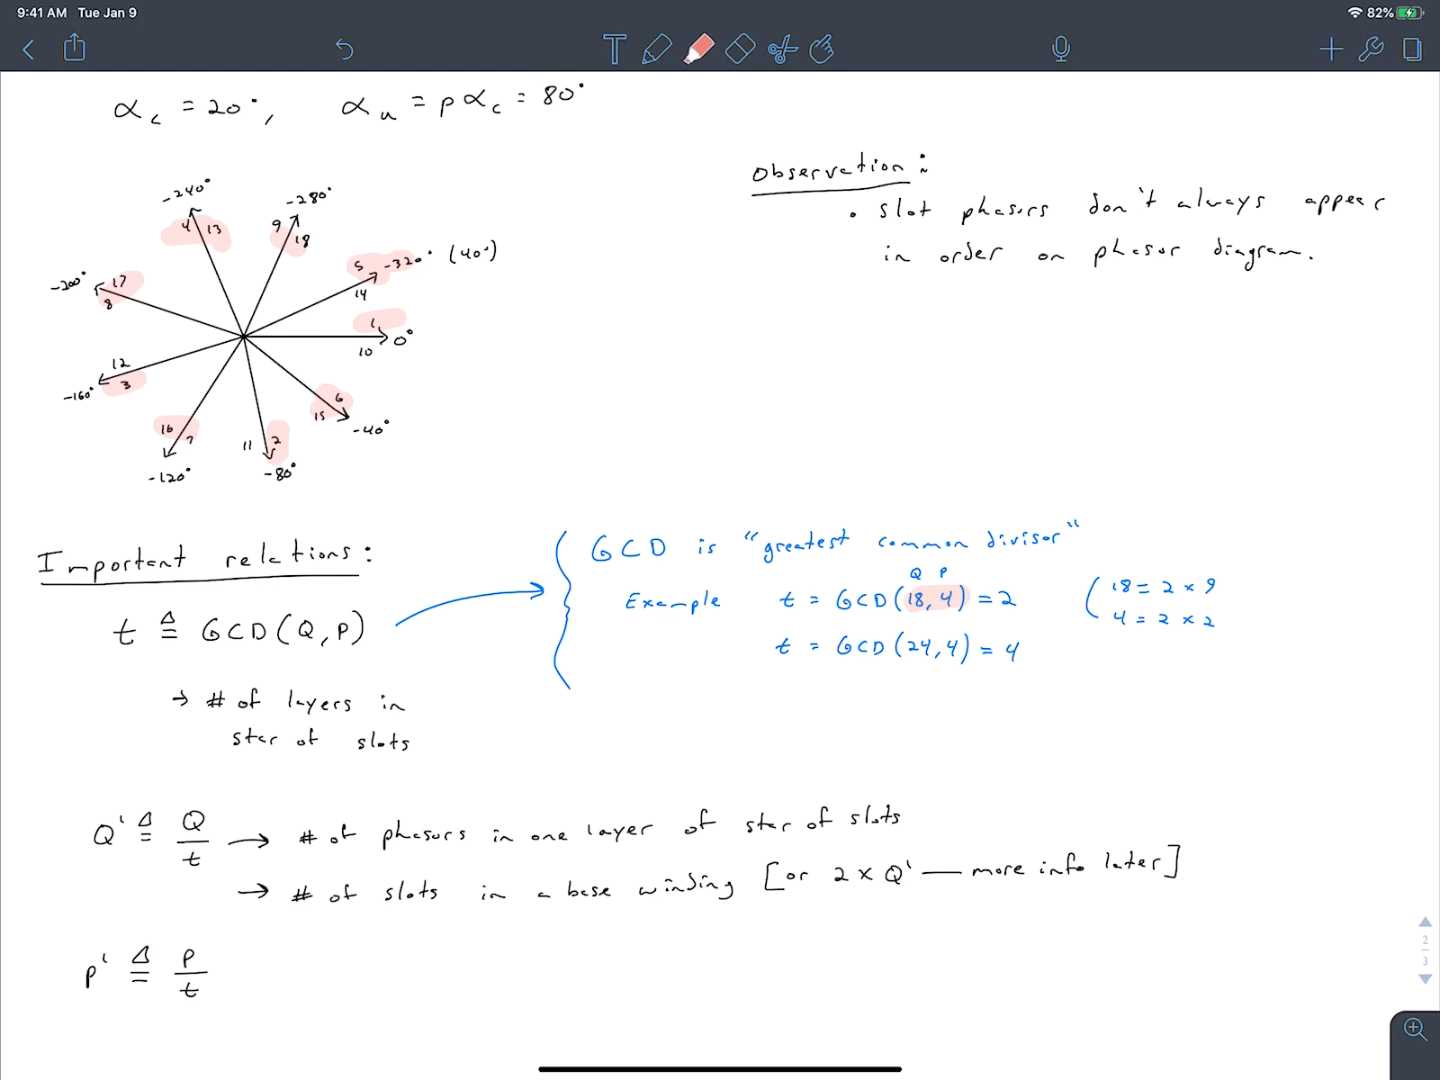 9:41 AM Tue Jan 9
82%
T
α_c = 20°, α_u = pα_c = 80°
Observation:
• slot phasors don't always appear
in order on phasor diagram.
-240°
-280°
4 13
9
18
5 -320° (40°)
14
-200°
17
8
1
10 0°
12
3
-160°
6
15
-40°
16
7
11 2
-120°
-80°
Important relations:
GCD is "greatest common divisor"
Q P
Example t = GCD(18, 4) = 2
(18 = 2 × 9
4 = 2 × 2
t = GCD(24, 4) = 4
t ≜ GCD(Q, P)
→ # of layers in
star of slots
Q' ≜ Q/t → # of phasors in one layer of star of slots
→ # of slots in a base winding [or 2 × Q' — more info later]
p' ≜ p/t
2
3